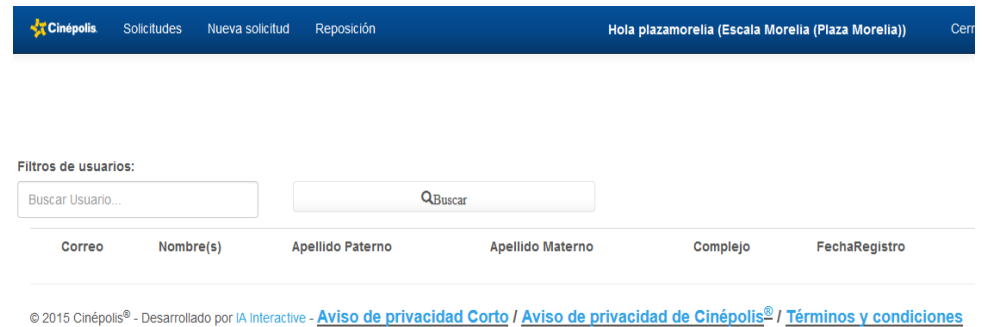 Cinépolis. Solicitudes Nueva solicitud Reposición Hola plazamorelia (Escala Morelia (Plaza Morelia)) Cerr
Filtros de usuarios:
Buscar Usuario... Buscar
Correo Nombre(s) Apellido Paterno Apellido Materno Complejo FechaRegistro
© 2015 Cinépolis® - Desarrollado por IA Interactive - Aviso de privacidad Corto / Aviso de privacidad de Cinépolis® / Términos y condiciones